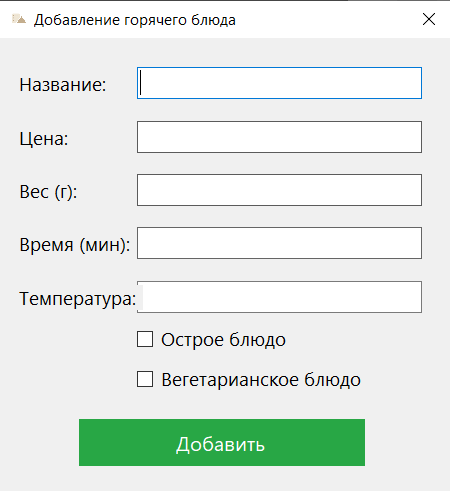 Добавление горячего блюда
Название:
Цена:
Вес (г):
Время (мин):
Температура:
Острое блюдо
Вегетарианское блюдо
Добавить